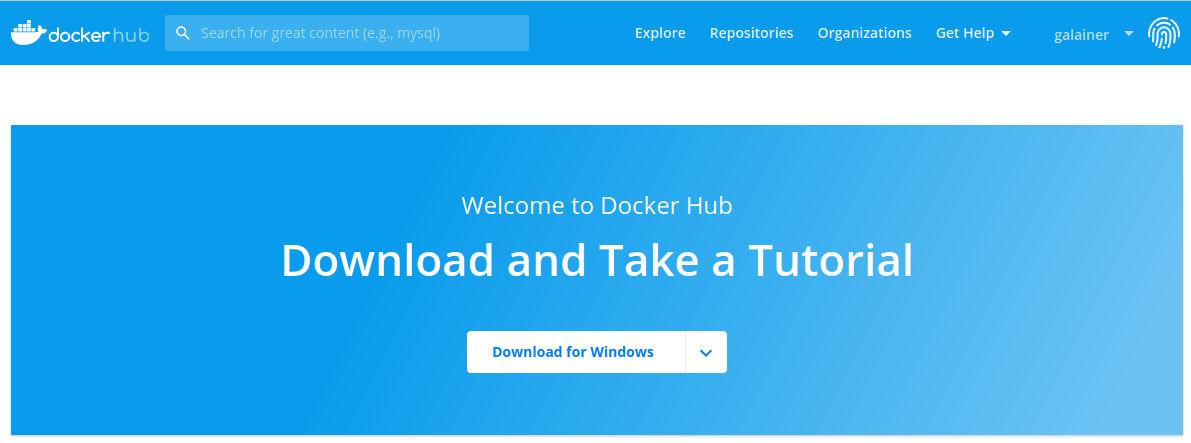 docker hub
Search for great content (e.g., mysql)
Explore
Repositories
Organizations
Get Help
galainer
Welcome to Docker Hub
Download and Take a Tutorial
Download for Windows